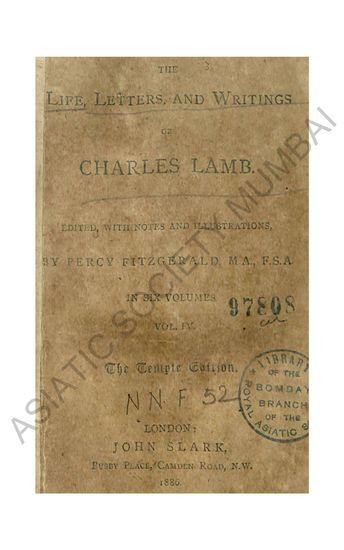 THE
LIFE, LETTERS, AND WRITINGS
OF
CHARLES LAMB.
EDITED, WITH NOTES AND ILLUSTRATIONS,
BY PERCY FITZGERALD, M.A., F.S.A
IN SIX VOLUMES
VOL. IV.
97808
The Temple Edition.
NNF 52
LIBRARY
OF THE
BOMBAY
BRANCH
OF THE
ROYAL ASIATIC S
LONDON:
JOHN SLARK,
BUSBY PLACE, CAMDEN ROAD, N.W.
1886
ASIATIC SOCIETY MUMBAI